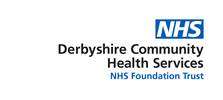 NHS
Derbyshire Community
Health Services
NHS Foundation Trust